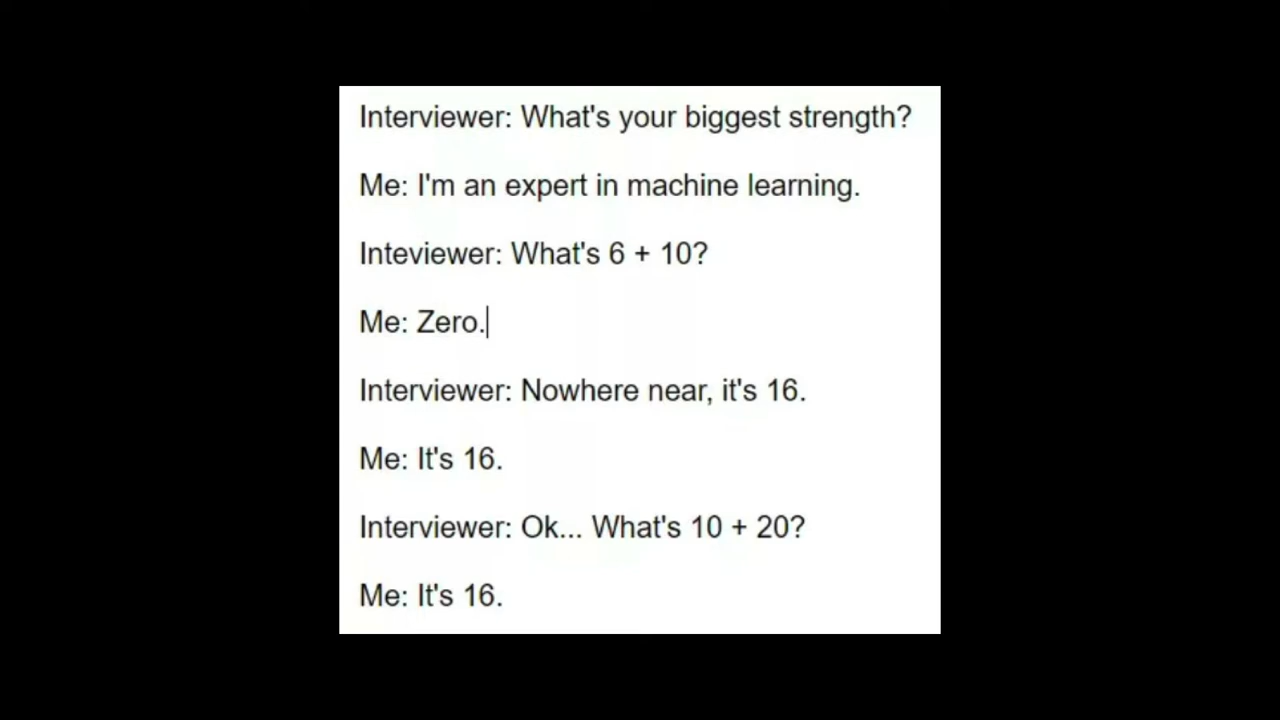 Interviewer: What's your biggest strength?
Me: I'm an expert in machine learning.
Inteviewer: What's 6 + 10?
Me: Zero.
Interviewer: Nowhere near, it's 16.
Me: It's 16.
Interviewer: Ok... What's 10 + 20?
Me: It's 16.